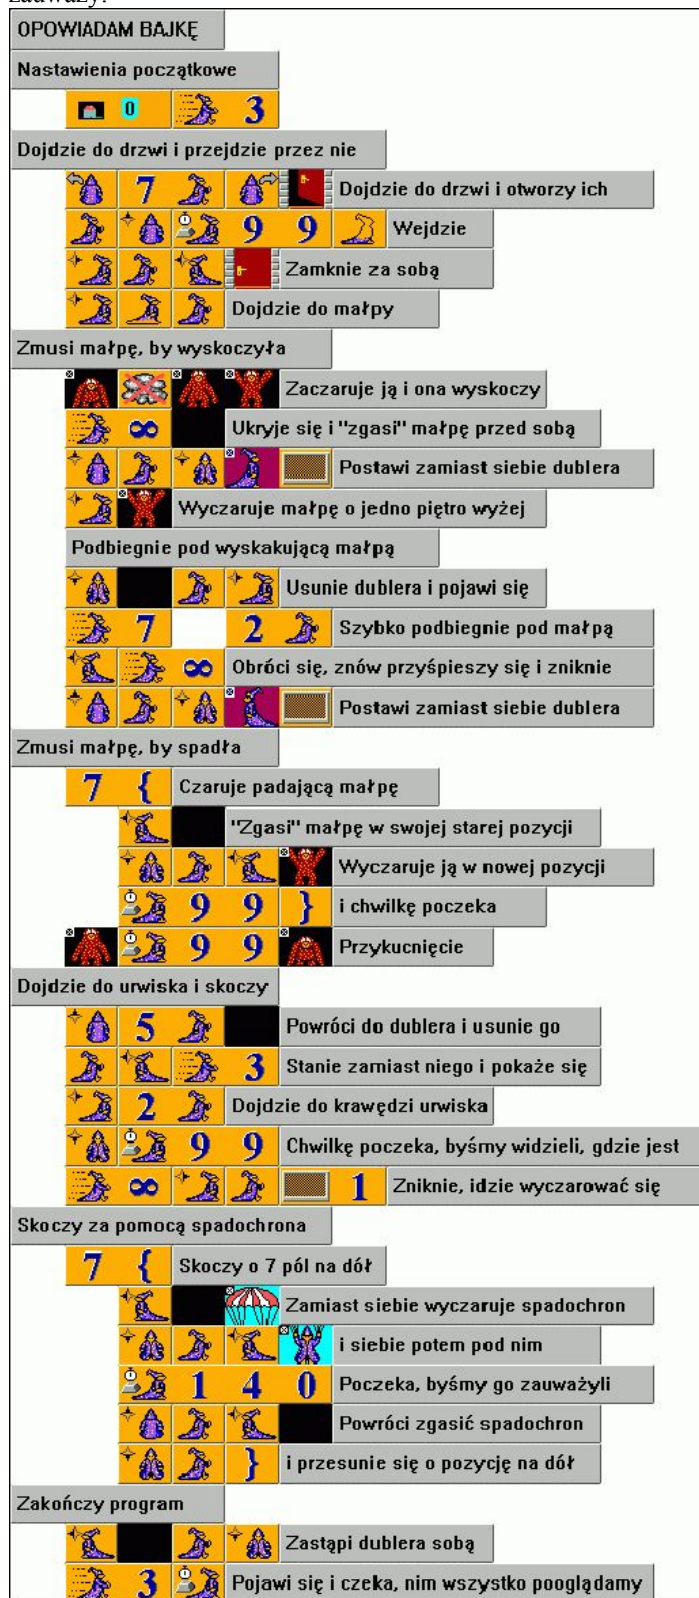 zauważy.
OPOWIADAM BAJKĘ
Nastawienia początkowe
0 3
Dojdzie do drzwi i przejdzie przez nie
7 Dojdzie do drzwi i otworzy ich
9 9 Wejdzie
Zamknie za sobą
Dojdzie do małpy
Zmusi małpę, by wyskoczyła
Zaczaruje ją i ona wyskoczy
∞ Ukryje się i "zgasi" małpę przed sobą
Postawi zamiast siebie dublera
Wyczaruje małpę o jedno piętro wyżej
Podbiegnie pod wyskakującą małpą
Usunie dublera i pojawi się
7 2 Szybko podbiegnie pod małpą
∞ Obróci się, znów przyśpieszy się i zniknie
Postawi zamiast siebie dublera
Zmusi małpę, by spadła
7 { Czaruje padającą małpę
"Zgasi" małpę w swojej starej pozycji
Wyczaruje ją w nowej pozycji
9 9 } i chwilkę poczeka
9 9 Przykucnięcie
Dojdzie do urwiska i skoczy
5 Powróci do dublera i usunie go
3 Stanie zamiast niego i pokaże się
2 Dojdzie do krawędzi urwiska
9 9 Chwilkę poczeka, byśmy widzieli, gdzie jest
∞ 1 Zniknie, idzie wyczarować się
Skoczy za pomocą spadochrona
7 { Skoczy o 7 pól na dół
Zamiast siebie wyczaruje spadochron
i siebie potem pod nim
1 4 0 Poczeka, byśmy go zauważyli
Powróci zgasić spadochron
} i przesunie się o pozycję na dół
Zakończy program
Zastąpi dublera sobą
3 Pojawi się i czeka, nim wszystko pooglądamy